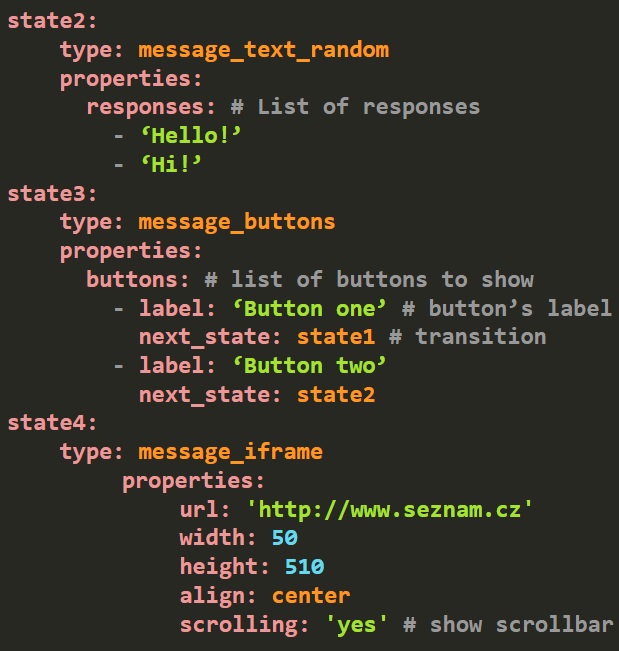 state2:
    type: message_text_random
    properties:
      responses: # List of responses
        - ‘Hello!’
        - ‘Hi!’
state3:
    type: message_buttons
    properties:
      buttons: # list of buttons to show
        - label: ‘Button one’ # button’s label
          next_state: state1 # transition
        - label: ‘Button two’
          next_state: state2
state4:
    type: message_iframe
         properties:
             url: 'http://www.seznam.cz'
             width: 50
             height: 510
             align: center
             scrolling: 'yes' # show scrollbar